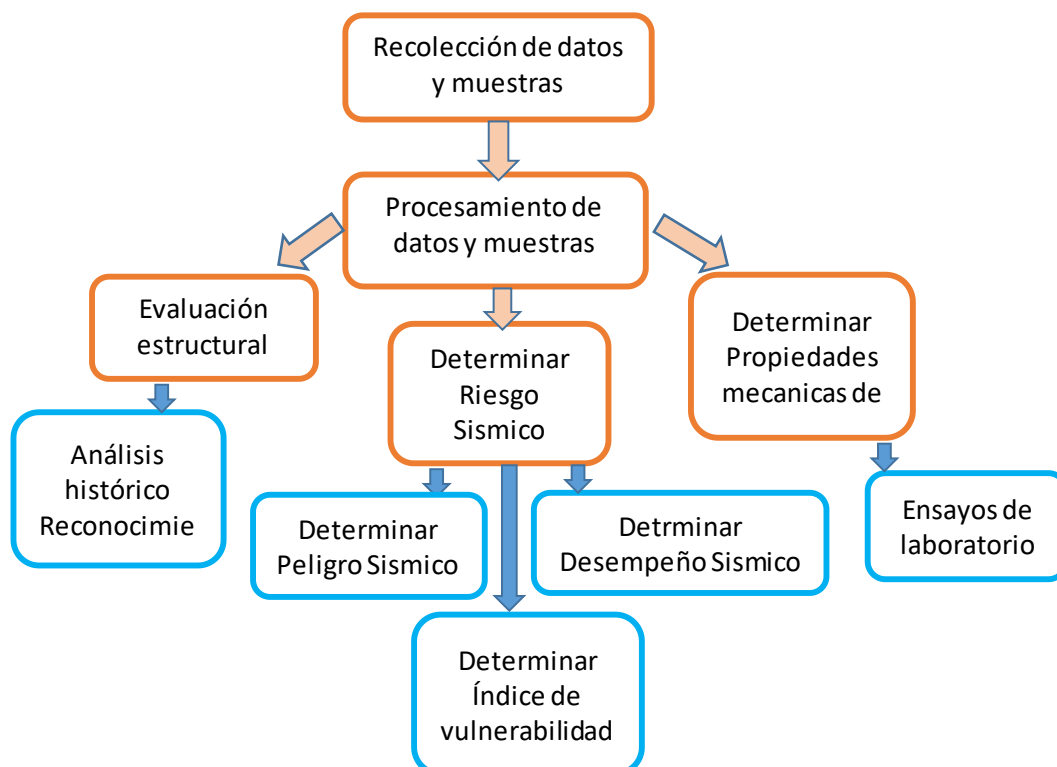 Recolección de datos
y muestras
Procesamiento de
datos y muestras
Evaluación
estructural
Determinar
Riesgo
Sismico
Determinar
Propiedades
mecanicas de
Análisis
histórico
Reconocimie
Determinar
Peligro Sismico
Detrminar
Desempeño Sismico
Ensayos de
laboratorio
Determinar
Índice de
vulnerabilidad